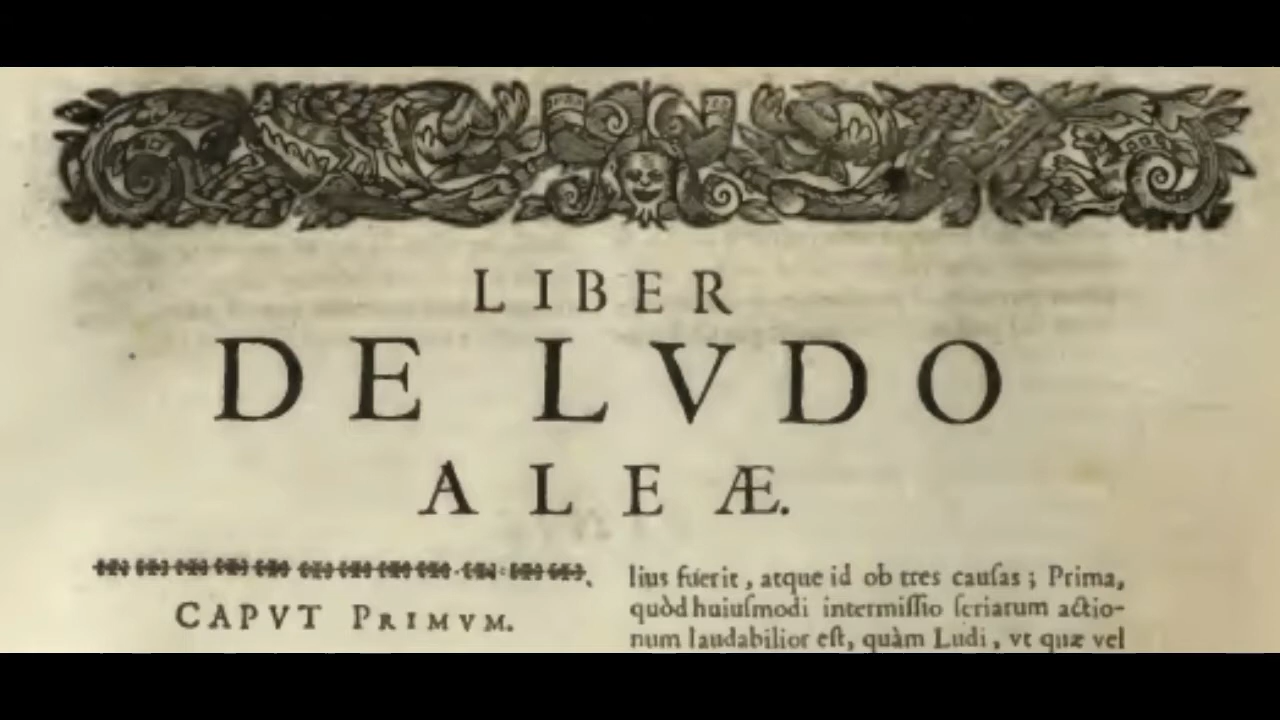 LIBER
DE LVDO
ALEÆ.
CAPVT PRIMVM.
lius fuerit, atque id ob tres cauſas; Prima,
quòd huiuſmodi intermiſſio ſeriarum actio-
num laudabilior eſt, quàm Ludi, vt quæ vel